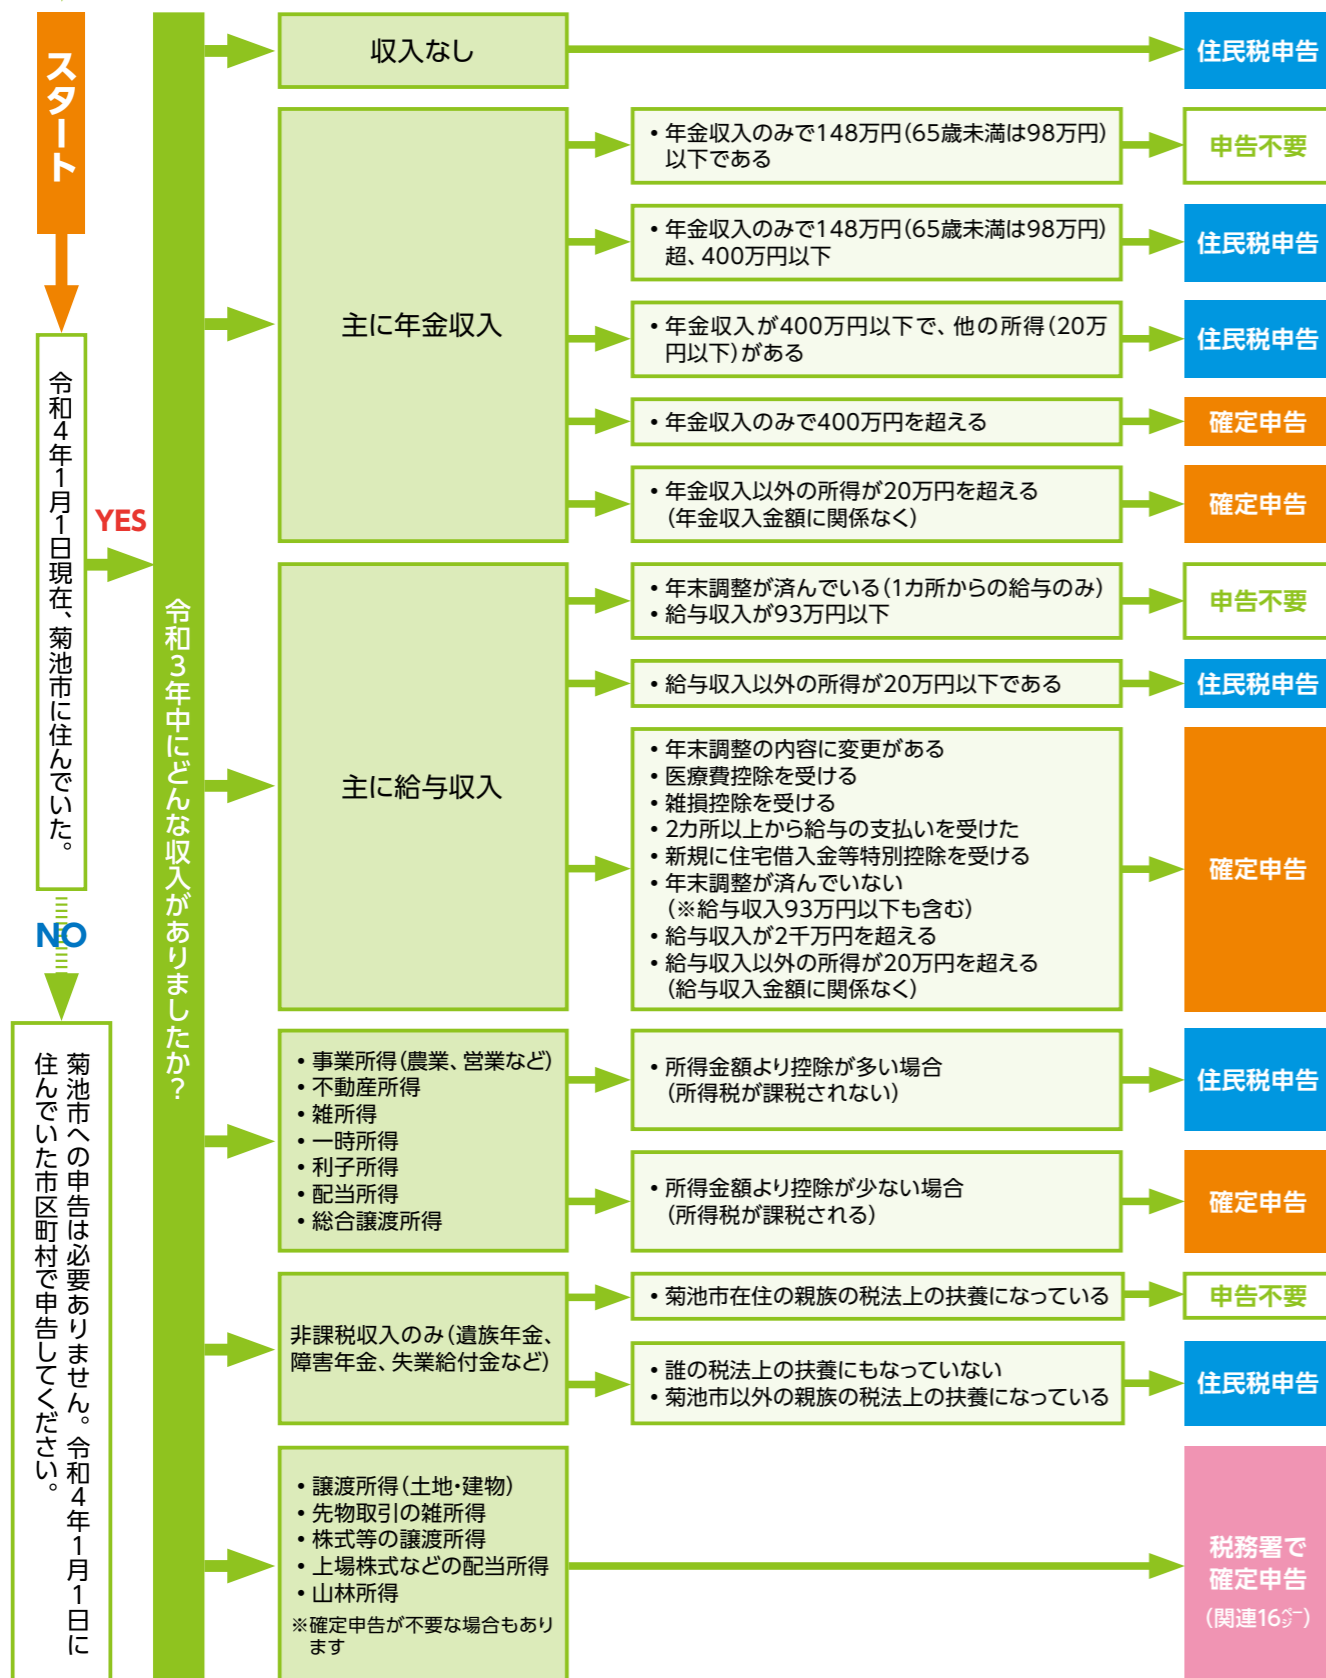 スタート
令和4年1月1日現在、菊池市に住んでいた。
YES
NO
菊池市への申告は必要ありません。令和4年1月1日に
住んでいた市区町村で申告してください。
令和3年中にどんな収入がありましたか?
収入なし
住民税申告
主に年金収入
・年金収入のみで148万円(65歳未満は98万円)
以下である
申告不要
・年金収入のみで148万円(65歳未満は98万円)
超、400万円以下
住民税申告
・年金収入が400万円以下で、他の所得(20万
円以下)がある
住民税申告
・年金収入のみで400万円を超える
確定申告
・年金収入以外の所得が20万円を超える
(年金収入金額に関係なく)
確定申告
主に給与収入
・年末調整が済んでいる(1カ所からの給与のみ)
・給与収入が93万円以下
申告不要
・給与収入以外の所得が20万円以下である
住民税申告
・年末調整の内容に変更がある
・医療費控除を受ける
・雑損控除を受ける
・2カ所以上から給与の支払いを受けた
・新規に住宅借入金等特別控除を受ける
・年末調整が済んでいない
(※給与収入93万円以下も含む)
・給与収入が2千万円を超える
・給与収入以外の所得が20万円を超える
(給与収入金額に関係なく)
確定申告
・事業所得(農業、営業など)
・不動産所得
・雑所得
・一時所得
・利子所得
・配当所得
・総合譲渡所得
・所得金額より控除が多い場合
(所得税が課税されない)
住民税申告
・所得金額より控除が少ない場合
(所得税が課税される)
確定申告
非課税収入のみ(遺族年金、
障害年金、失業給付金など)
・菊池市在住の親族の税法上の扶養になっている
申告不要
・誰の税法上の扶養にもなっていない
・菊池市以外の親族の税法上の扶養になっている
住民税申告
・譲渡所得(土地・建物)
・先物取引の雑所得
・株式等の譲渡所得
・上場株式などの配当所得
・山林所得
※確定申告が不要な場合もあり
ます
税務署で
確定申告
(関連16ページ)